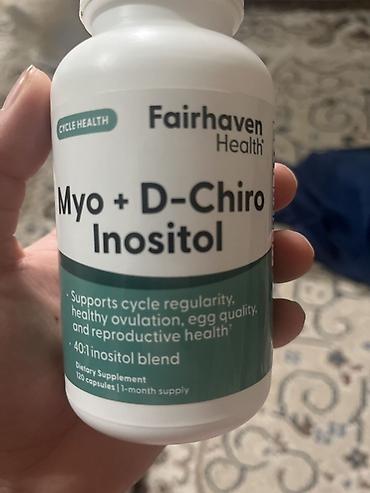 CYCLE HEALTH
Fairhaven
Health®
Myo + D-Chiro
Inositol
· Supports cycle regularity,
healthy ovulation, egg quality,
and reproductive health†
· 40:1 inositol blend
Dietary Supplement
120 capsules | 1-month supply